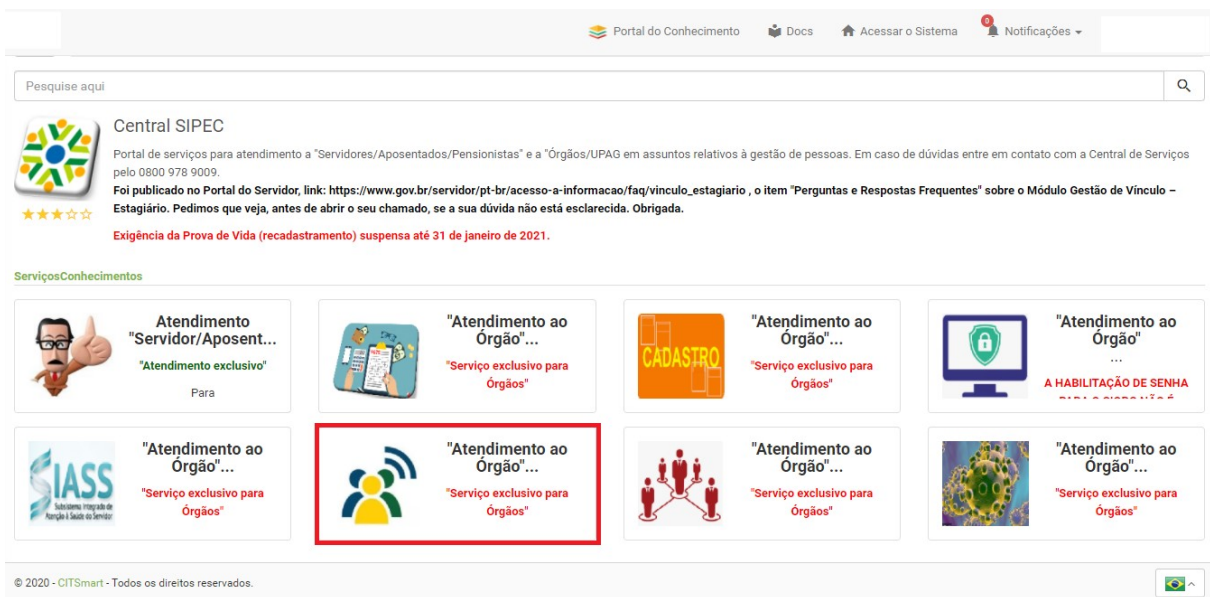 Portal do Conhecimento
Docs
Acessar o Sistema
0
Notificações
Pesquise aqui
Central SIPEC
Portal de serviços para atendimento a "Servidores/Aposentados/Pensionistas" e a "Órgãos/UPAG em assuntos relativos à gestão de pessoas. Em caso de dúvidas entre em contato com a Central de Serviços
pelo 0800 978 9009.
Foi publicado no Portal do Servidor, link: https://www.gov.br/servidor/pt-br/acesso-a-informacao/faq/vinculo_estagiario , o item "Perguntas e Respostas Frequentes" sobre o Módulo Gestão de Vínculo –
Estagiário. Pedimos que veja, antes de abrir o seu chamado, se a sua dúvida não está esclarecida. Obrigada.
Exigência da Prova de Vida (recadastramento) suspensa até 31 de janeiro de 2021.
ServiçosConhecimentos
Atendimento
"Servidor/Aposent...
"Atendimento exclusivo"
Para
"Atendimento ao
Órgão"...
"Serviço exclusivo para
Órgãos"
CADASTRO
"Atendimento ao
Órgão"...
"Serviço exclusivo para
Órgãos"
"Atendimento ao
Órgão"
...
A HABILITAÇÃO DE SENHA
SIASS
Subsistema Integrado de
Atenção à Saúde do Servidor
"Atendimento ao
Órgão"...
"Serviço exclusivo para
Órgãos"
"Atendimento ao
Órgão"...
"Serviço exclusivo para
Órgãos"
"Atendimento ao
Órgão"...
"Serviço exclusivo para
Órgãos"
"Atendimento ao
Órgão"...
"Serviço exclusivo para
Órgãos"
© 2020 - CITSmart - Todos os direitos reservados.